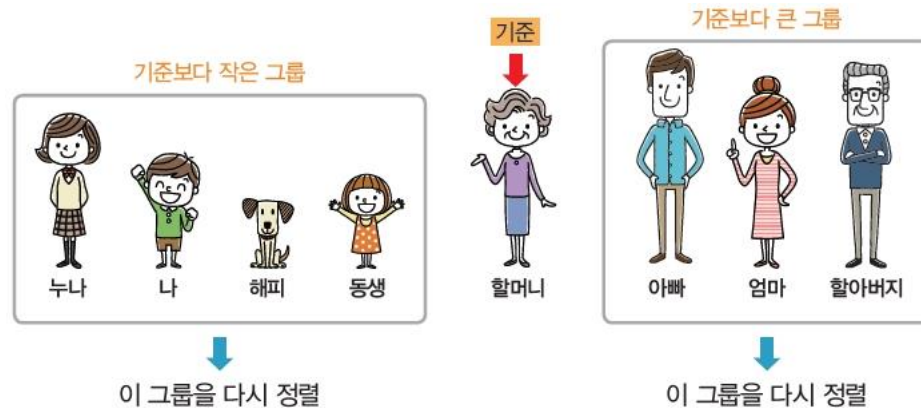 기준보다 작은 그룹
기준
기준보다 큰 그룹
누나
나
해피
동생
할머니
아빠
엄마
할아버지
이 그룹을 다시 정렬
이 그룹을 다시 정렬